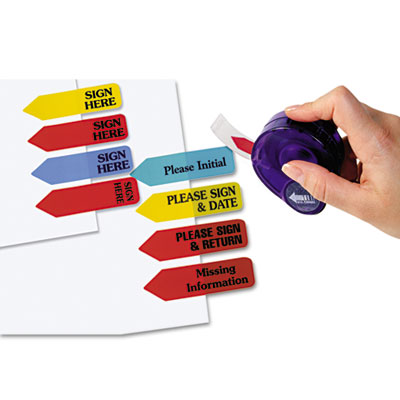 SIGN
HERE
SIGN
HERE
SIGN
HERE
SIGN
HERE
Please Initial
PLEASE SIGN
& DATE
PLEASE SIGN
& RETURN
Missing
Information